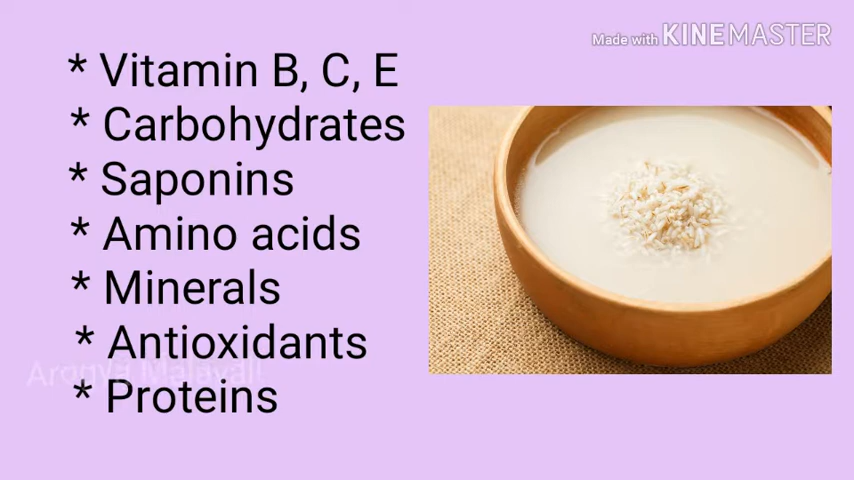 Made with KINEMASTER
* Vitamin B, C, E
* Carbohydrates
* Saponins
* Amino acids
* Minerals
* Antioxidants
* Proteins